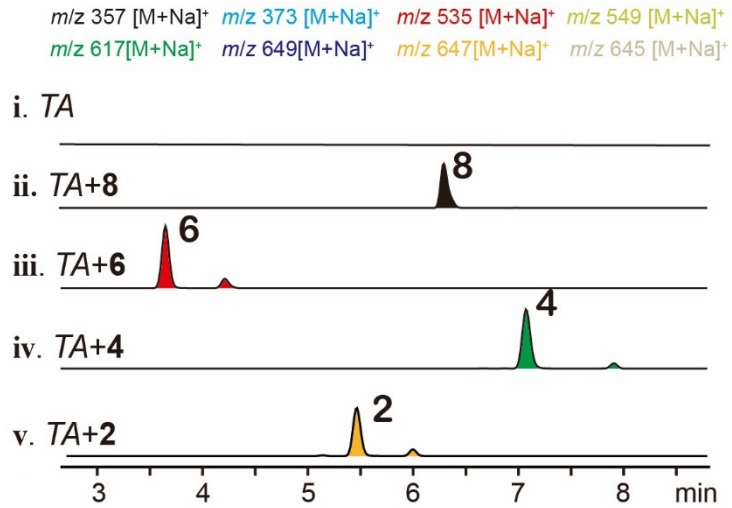 m/z 357 [M+Na]⁺ m/z 373 [M+Na]⁺ m/z 535 [M+Na]⁺ m/z 549 [M+Na]⁺
m/z 617[M+Na]⁺ m/z 649[M+Na]⁺ m/z 647[M+Na]⁺ m/z 645 [M+Na]⁺
i. TA
ii. TA+8
8
iii. TA+6
6
iv. TA+4
4
v. TA+2
2
3 4 5 6 7 8 min